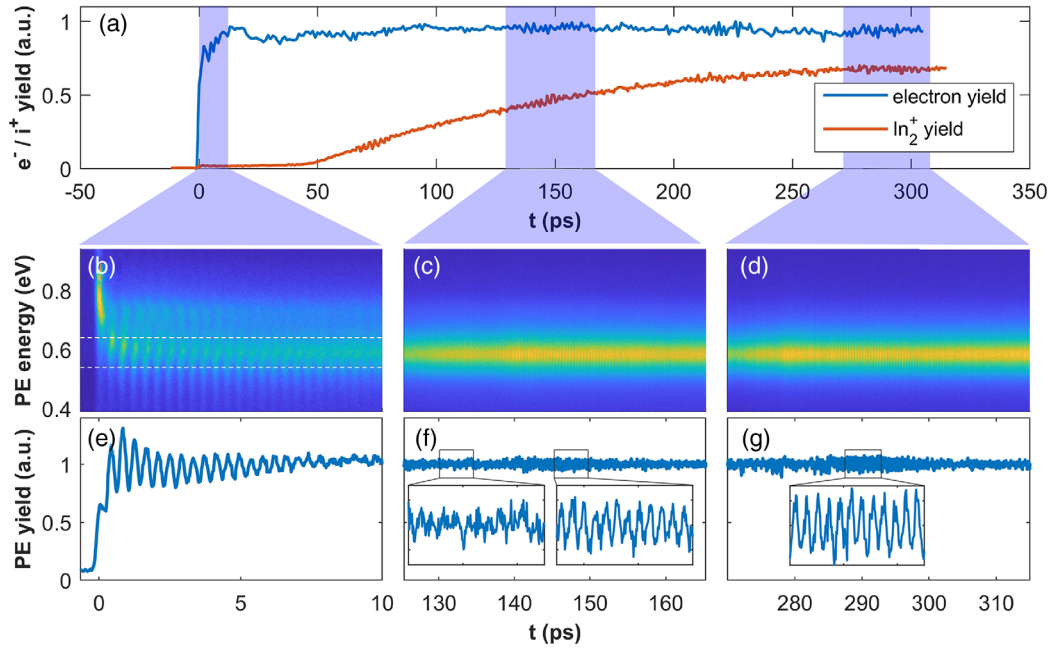 (a)
e⁻ / i⁺ yield (a.u.)
1
0.5
0
electron yield
In₂⁺ yield
-50 0 50 100 150 200 250 300 350
t (ps)
(b) (c) (d)
PE energy (eV)
0.8
0.6
0.4
(e) (f) (g)
PE yield (a.u.)
1
0.5
0
0 5 10
130 140 150 160
280 290 300 310
t (ps)